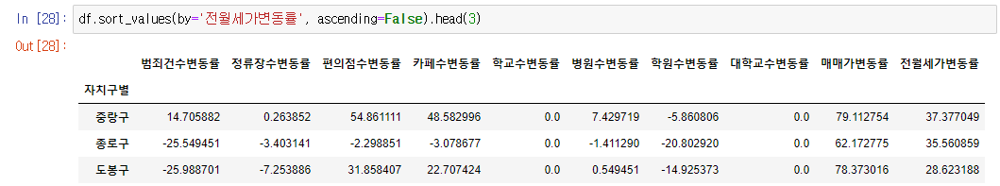 In [28]: df.sort_values(by='전월세가변동률', ascending=False).head(3)
Out[28]:
범죄건수변동률 정류장수변동률 편의점수변동률 카페수변동률 학교수변동률 병원수변동률 학원수변동률 대학교수변동률 매매가변동률 전월세가변동률
자치구별
중랑구 14.705882 0.263852 54.861111 48.582996 0.0 7.429719 -5.860806 0.0 79.112754 37.377049
종로구 -25.549451 -3.403141 -2.298851 -3.078677 0.0 -1.411290 -20.802920 0.0 62.172775 35.560859
도봉구 -25.988701 -7.253886 31.858407 22.707424 0.0 0.549451 -14.925373 0.0 78.373016 28.623188